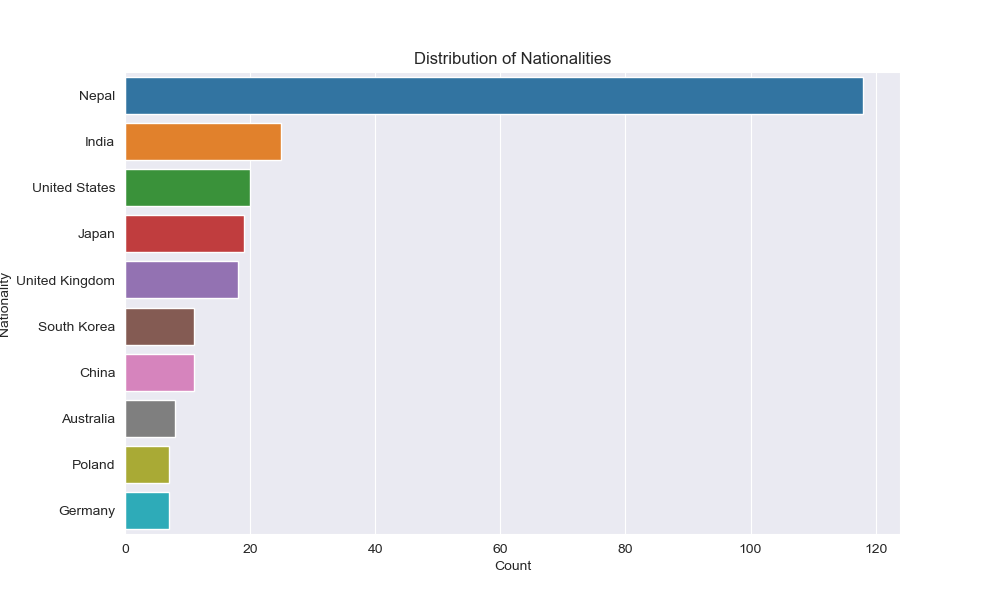 Distribution of Nationalities
Nepal
India
United States
Japan
United Kingdom
South Korea
China
Australia
Poland
Germany
Nationality
0 20 40 60 80 100 120
Count